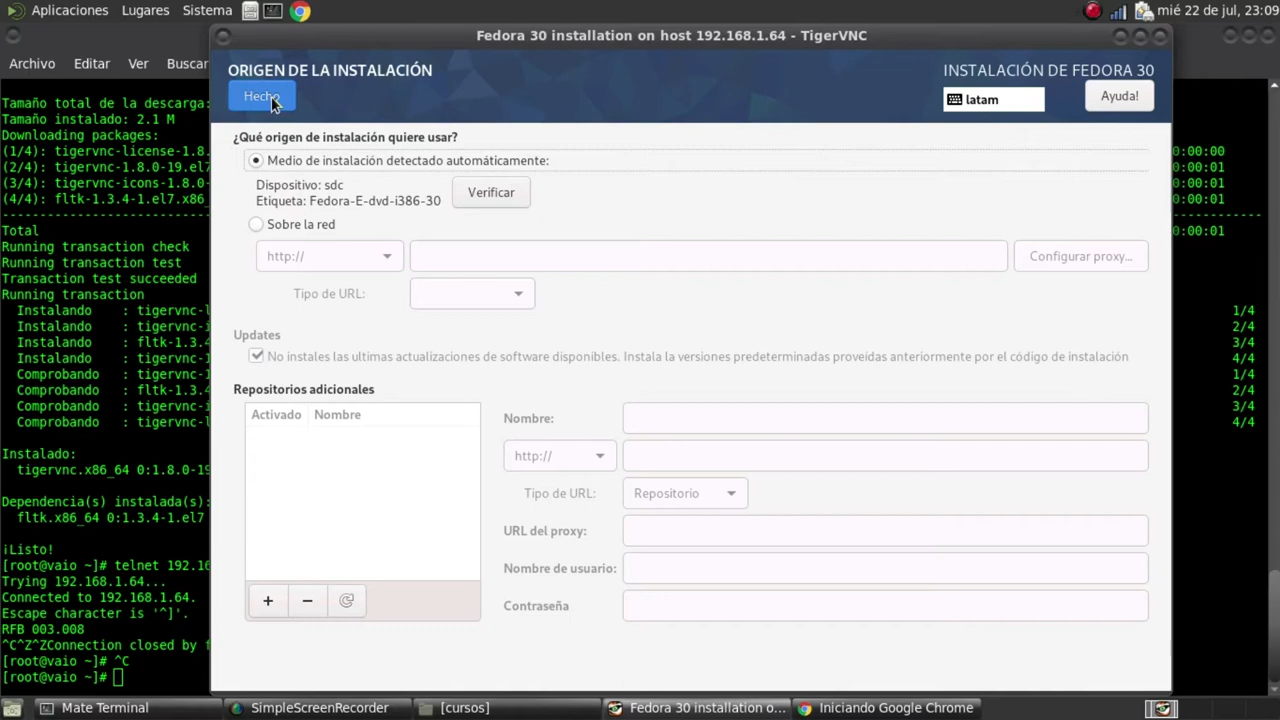 Aplicaciones Lugares Sistema
mié 22 de jul, 23:09
Fedora 30 installation on host 192.168.1.64 - TigerVNC
Archivo Editar Ver Buscar
ORIGEN DE LA INSTALACIÓN
INSTALACIÓN DE FEDORA 30
Hecho
latam
Ayuda!
¿Qué origen de instalación quiere usar?
Medio de instalación detectado automáticamente:
Dispositivo: sdc
Etiqueta: Fedora-E-dvd-i386-30
Verificar
Sobre la red
http://
Configurar proxy...
Tipo de URL:
Updates
No instales las ultimas actualizaciones de software disponibles. Instala la versiones predeterminadas proveidas anteriormente por el código de instalación
Repositorios adicionales
Activado Nombre
Nombre:
http://
Tipo de URL: Repositorio
URL del proxy:
Nombre de usuario:
Contraseña
+ −
Tamaño total de la descarga:
Tamaño instalado: 2.1 M
Downloading packages:
(1/4): tigervnc-license-1.8. 0:00:00
(2/4): tigervnc-1.8.0-19.el7 0:00:01
(3/4): tigervnc-icons-1.8.0- 0:00:01
(4/4): fltk-1.3.4-1.el7.x86_ 0:00:01
Total 0:00:01
Running transaction check
Running transaction test
Transaction test succeeded
Running transaction
Instalando : tigervnc-l 1/4
Instalando : tigervnc-i 2/4
Instalando : fltk-1.3.4 3/4
Instalando : tigervnc-1 4/4
Comprobando : tigervnc-1 1/4
Comprobando : fltk-1.3.4 2/4
Comprobando : tigervnc-i 3/4
Comprobando : tigervnc-l 4/4
Instalado:
tigervnc.x86_64 0:1.8.0-19
Dependencia(s) instalada(s):
fltk.x86_64 0:1.3.4-1.el7
¡Listo!
[root@vaio ~]# telnet 192.16
Trying 192.168.1.64...
Connected to 192.168.1.64.
Escape character is '^]'.
RFB 003.008
^C^Z^ZConnection closed by f
[root@vaio ~]# ^C
[root@vaio ~]#
Mate Terminal
SimpleScreenRecorder
[cursos]
Fedora 30 installation o...
Iniciando Google Chrome